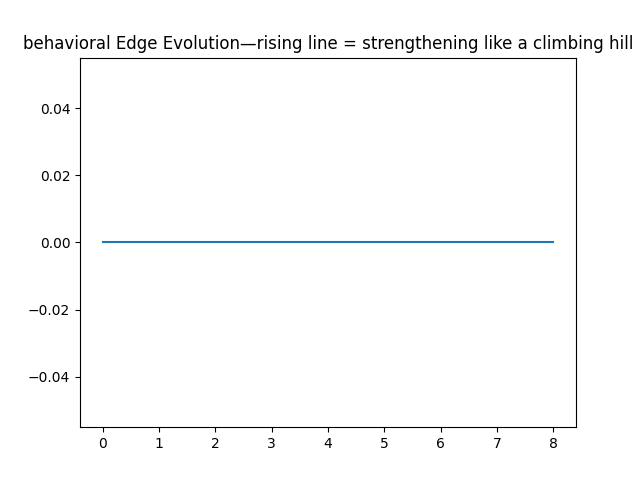 behavioral Edge Evolution—rising line = strengthening like a climbing hill
0.04
0.02
0.00
−0.02
−0.04
0 1 2 3 4 5 6 7 8